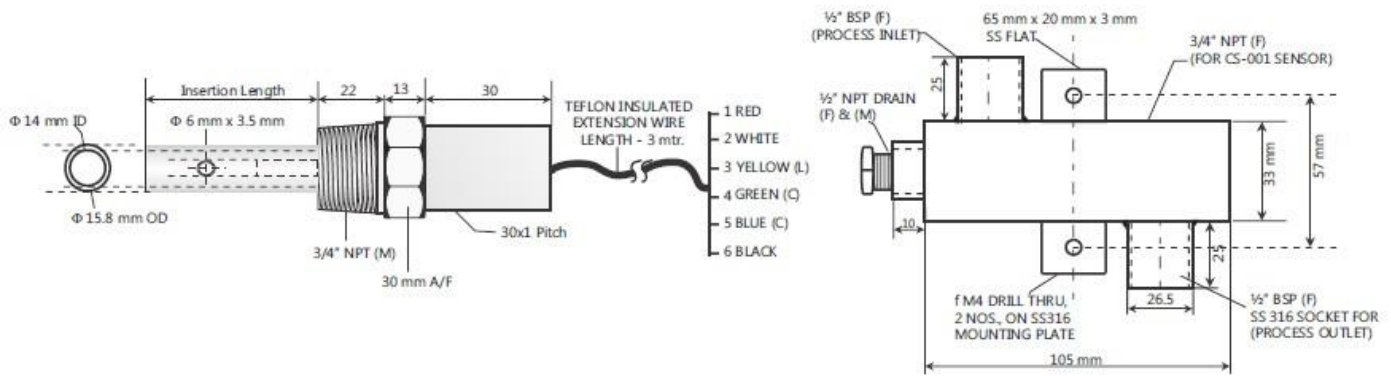 Insertion Length
22
13
30
Φ 14 mm ID
Φ 6 mm x 3.5 mm
Φ 15.8 mm OD
3/4" NPT (M)
30 mm A/F
30x1 Pitch
TEFLON INSULATED
EXTENSION WIRE
LENGTH - 3 mtr.
1 RED
2 WHITE
3 YELLOW (L)
4 GREEN (C)
5 BLUE (C)
6 BLACK
½" BSP (F)
(PROCESS INLET)
65 mm x 20 mm x 3 mm
SS FLAT
3/4" NPT (F)
(FOR CS-001 SENSOR)
25
½" NPT DRAIN
(F) & (M)
33 mm
57 mm
10
25
26.5
f M4 DRILL THRU,
2 NOS., ON SS316
MOUNTING PLATE
½" BSP (F)
SS 316 SOCKET FOR
(PROCESS OUTLET)
105 mm